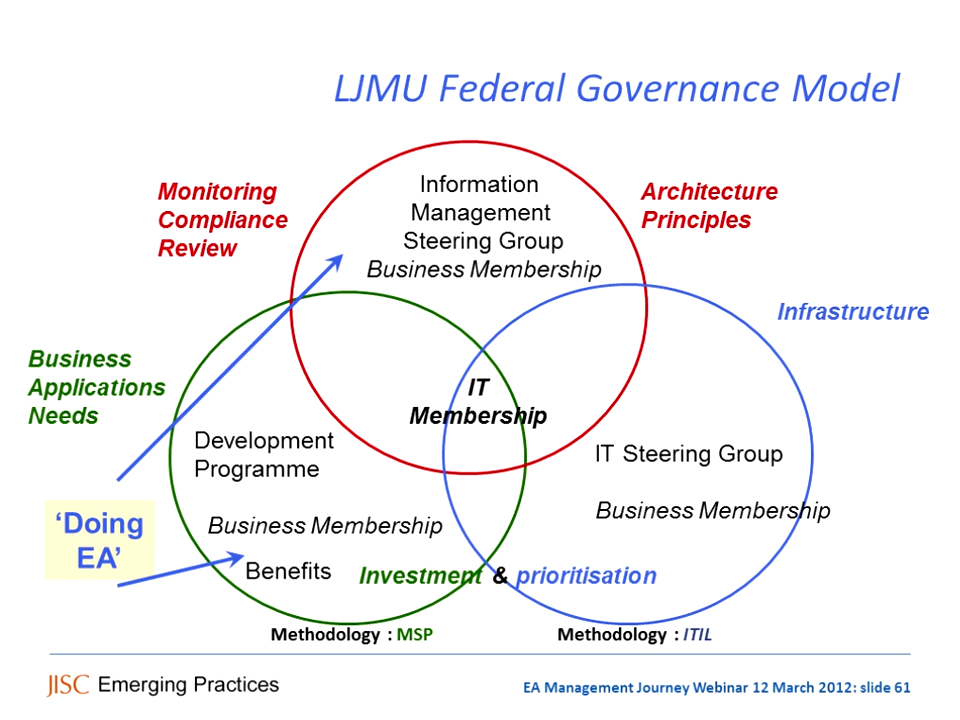 LJMU Federal Governance Model
Monitoring
Compliance
Review
Information
Management
Steering Group
Business Membership
Architecture
Principles
Infrastructure
Business
Applications
Needs
IT
Membership
Development
Programme
Business Membership
Benefits
IT Steering Group
Business Membership
'Doing
EA'
Investment & prioritisation
Methodology : MSP
Methodology : ITIL
JISC Emerging Practices
EA Management Journey Webinar 12 March 2012: slide 61